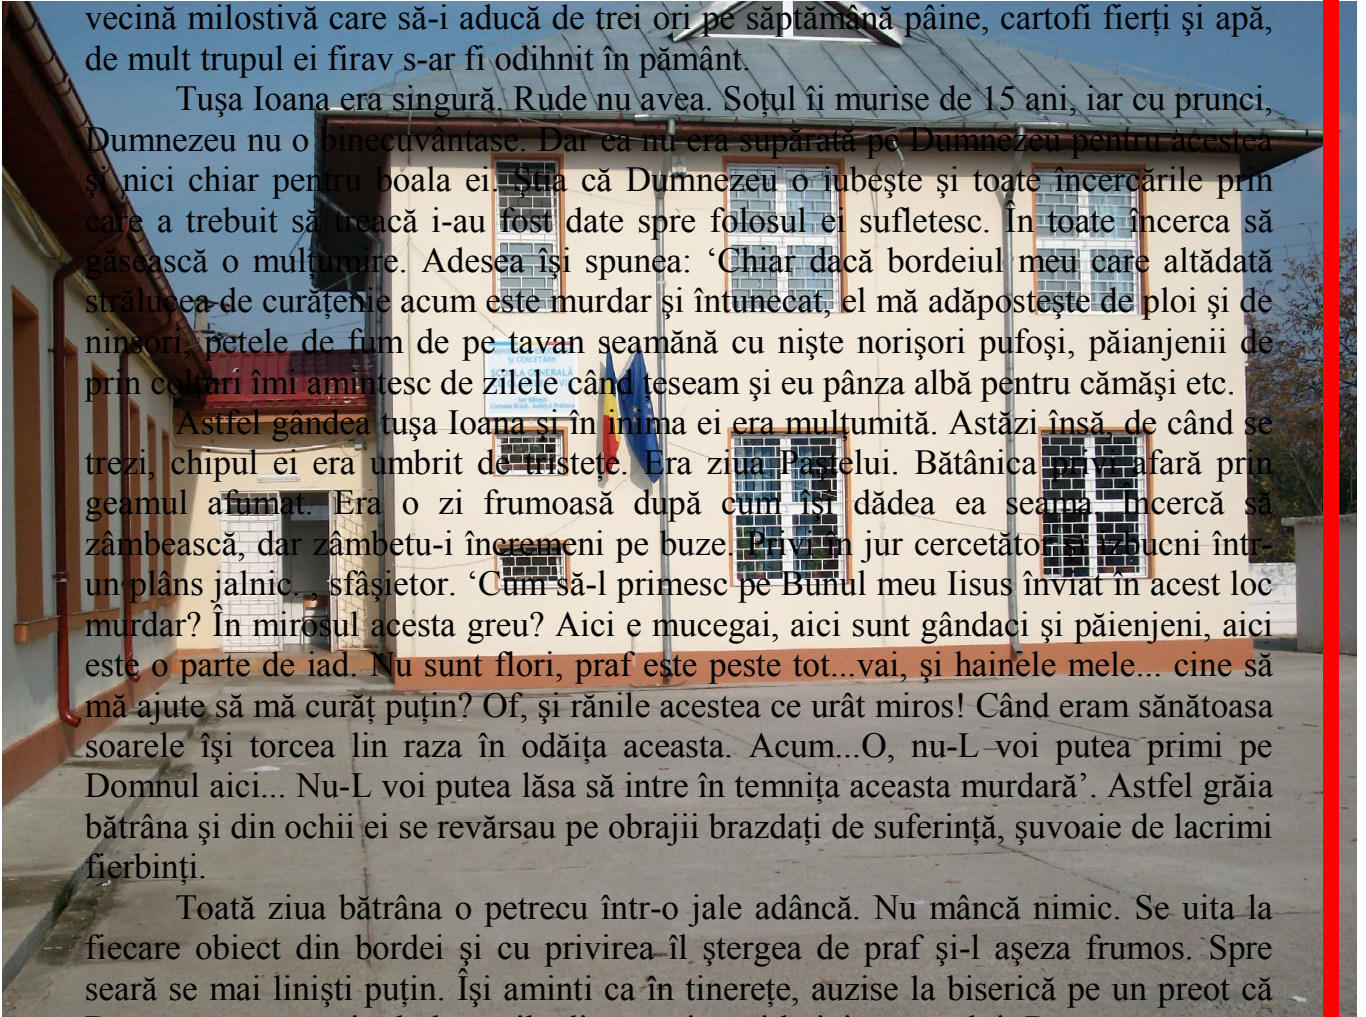 vecină milostivă care să-i aducă de trei ori pe săptămână pâine, cartofi fierţi şi apă,
de mult trupul ei firav s-ar fi odihnit în pământ.
Tuşa Ioana era singură. Rude nu avea. Soţul îi murise de 15 ani, iar cu prunci,
Dumnezeu nu o binecuvântase. Dar ea nu era supărată pe Dumnezeu pentru acestea
şi nici chiar pentru boala ei. Ştia că Dumnezeu o iubeşte şi toate încercările prin
care a trebuit să treacă i-au fost date spre folosul ei sufletesc. În toate încerca să
găsească o mulţumire. Adesea îşi spunea: ‘Chiar dacă bordeiul meu care altădată
strălucea de curăţenie acum este murdar şi întunecat, el mă adăposteşte de ploi şi de
ninsori, petele de fum de pe tavan seamănă cu nişte norişori pufoşi, păianjenii de
prin colţuri îmi amintesc de zilele când ţeseam şi eu pânza albă pentru cămăşi etc.
Astfel gândea tuşa Ioana şi în inima ei era mulţumită. Astăzi însă, de când se
trezi, chipul ei era umbrit de tristeţe. Era ziua Paştelui. Bătânica privi afară prin
geamul afumat. Era o zi frumoasă după cum îşi dădea ea seama. Încercă să
zâmbească, dar zâmbetu-i încremeni pe buze. Privi în jur cercetător şi izbucni într-
un plâns jalnic. , sfâşietor. ‘Cum să-l primesc pe Bunul meu Iisus înviat în acest loc
murdar? În mirosul acesta greu? Aici e mucegai, aici sunt gândaci şi păienjeni, aici
este o parte de iad. Nu sunt flori, praf este peste tot...vai, şi hainele mele... cine să
mă ajute să mă curăţ puţin? Of, şi rănile acestea ce urât miros! Când eram sănătoasa
soarele îşi torcea lin raza în odăiţa aceasta. Acum...O, nu-L voi putea primi pe
Domnul aici... Nu-L voi putea lăsa să intre în temniţa aceasta murdară’. Astfel grăia
bătrâna şi din ochii ei se revărsau pe obrajii brazdaţi de suferinţă, şuvoaie de lacrimi
fierbinţi.
Toată ziua bătrâna o petrecu într-o jale adâncă. Nu mâncă nimic. Se uita la
fiecare obiect din bordei şi cu privirea îl ştergea de praf şi-l aşeza frumos. Spre
seară se mai linişti puţin. Îşi aminti ca în tinereţe, auzise la biserică pe un preot că
ŞI CERCETĂRII
ŞCOALA GENERALĂ